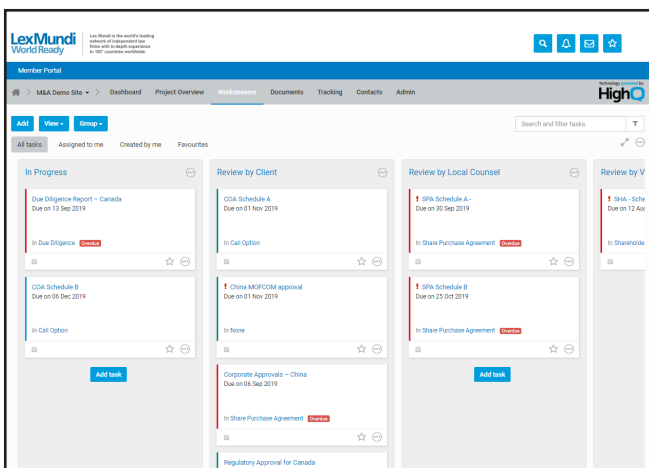 LexMundi
World Ready
Lex Mundi is the world's leading
network of independent law
firms with in-depth experience
in 100+ countries worldwide.
Member Portal
M&A Demo Site
Dashboard
Project Overview
Workstreams
Documents
Tracking
Contacts
Admin
Technology powered by
HighQ
Add
View
Group
Search and filter tasks
All tasks
Assigned to me
Created by me
Favourites
In Progress
Due Diligence Report – Canada
Due on 13 Sep 2019
In Due Diligence Overdue
COA Schedule B
Due on 06 Dec 2019
In Call Option
Add task
Review by Client
COA Schedule A
Due on 01 Nov 2019
In Call Option
! China MOFCOM approval
Due on 01 Nov 2019
In None
Corporate Approvals – China
Due on 06 Sep 2019
In Share Purchase Agreement Overdue
Regulatory Approval for Canada
Review by Local Counsel
! SPA Schedule A -
Due on 30 Sep 2019
In Share Purchase Agreement Overdue
! SPA Schedule B
Due on 25 Oct 2019
In Share Purchase Agreement Overdue
Add task
Review by V
! SHA - Sche
Due on 12 Aug
In Shareholde